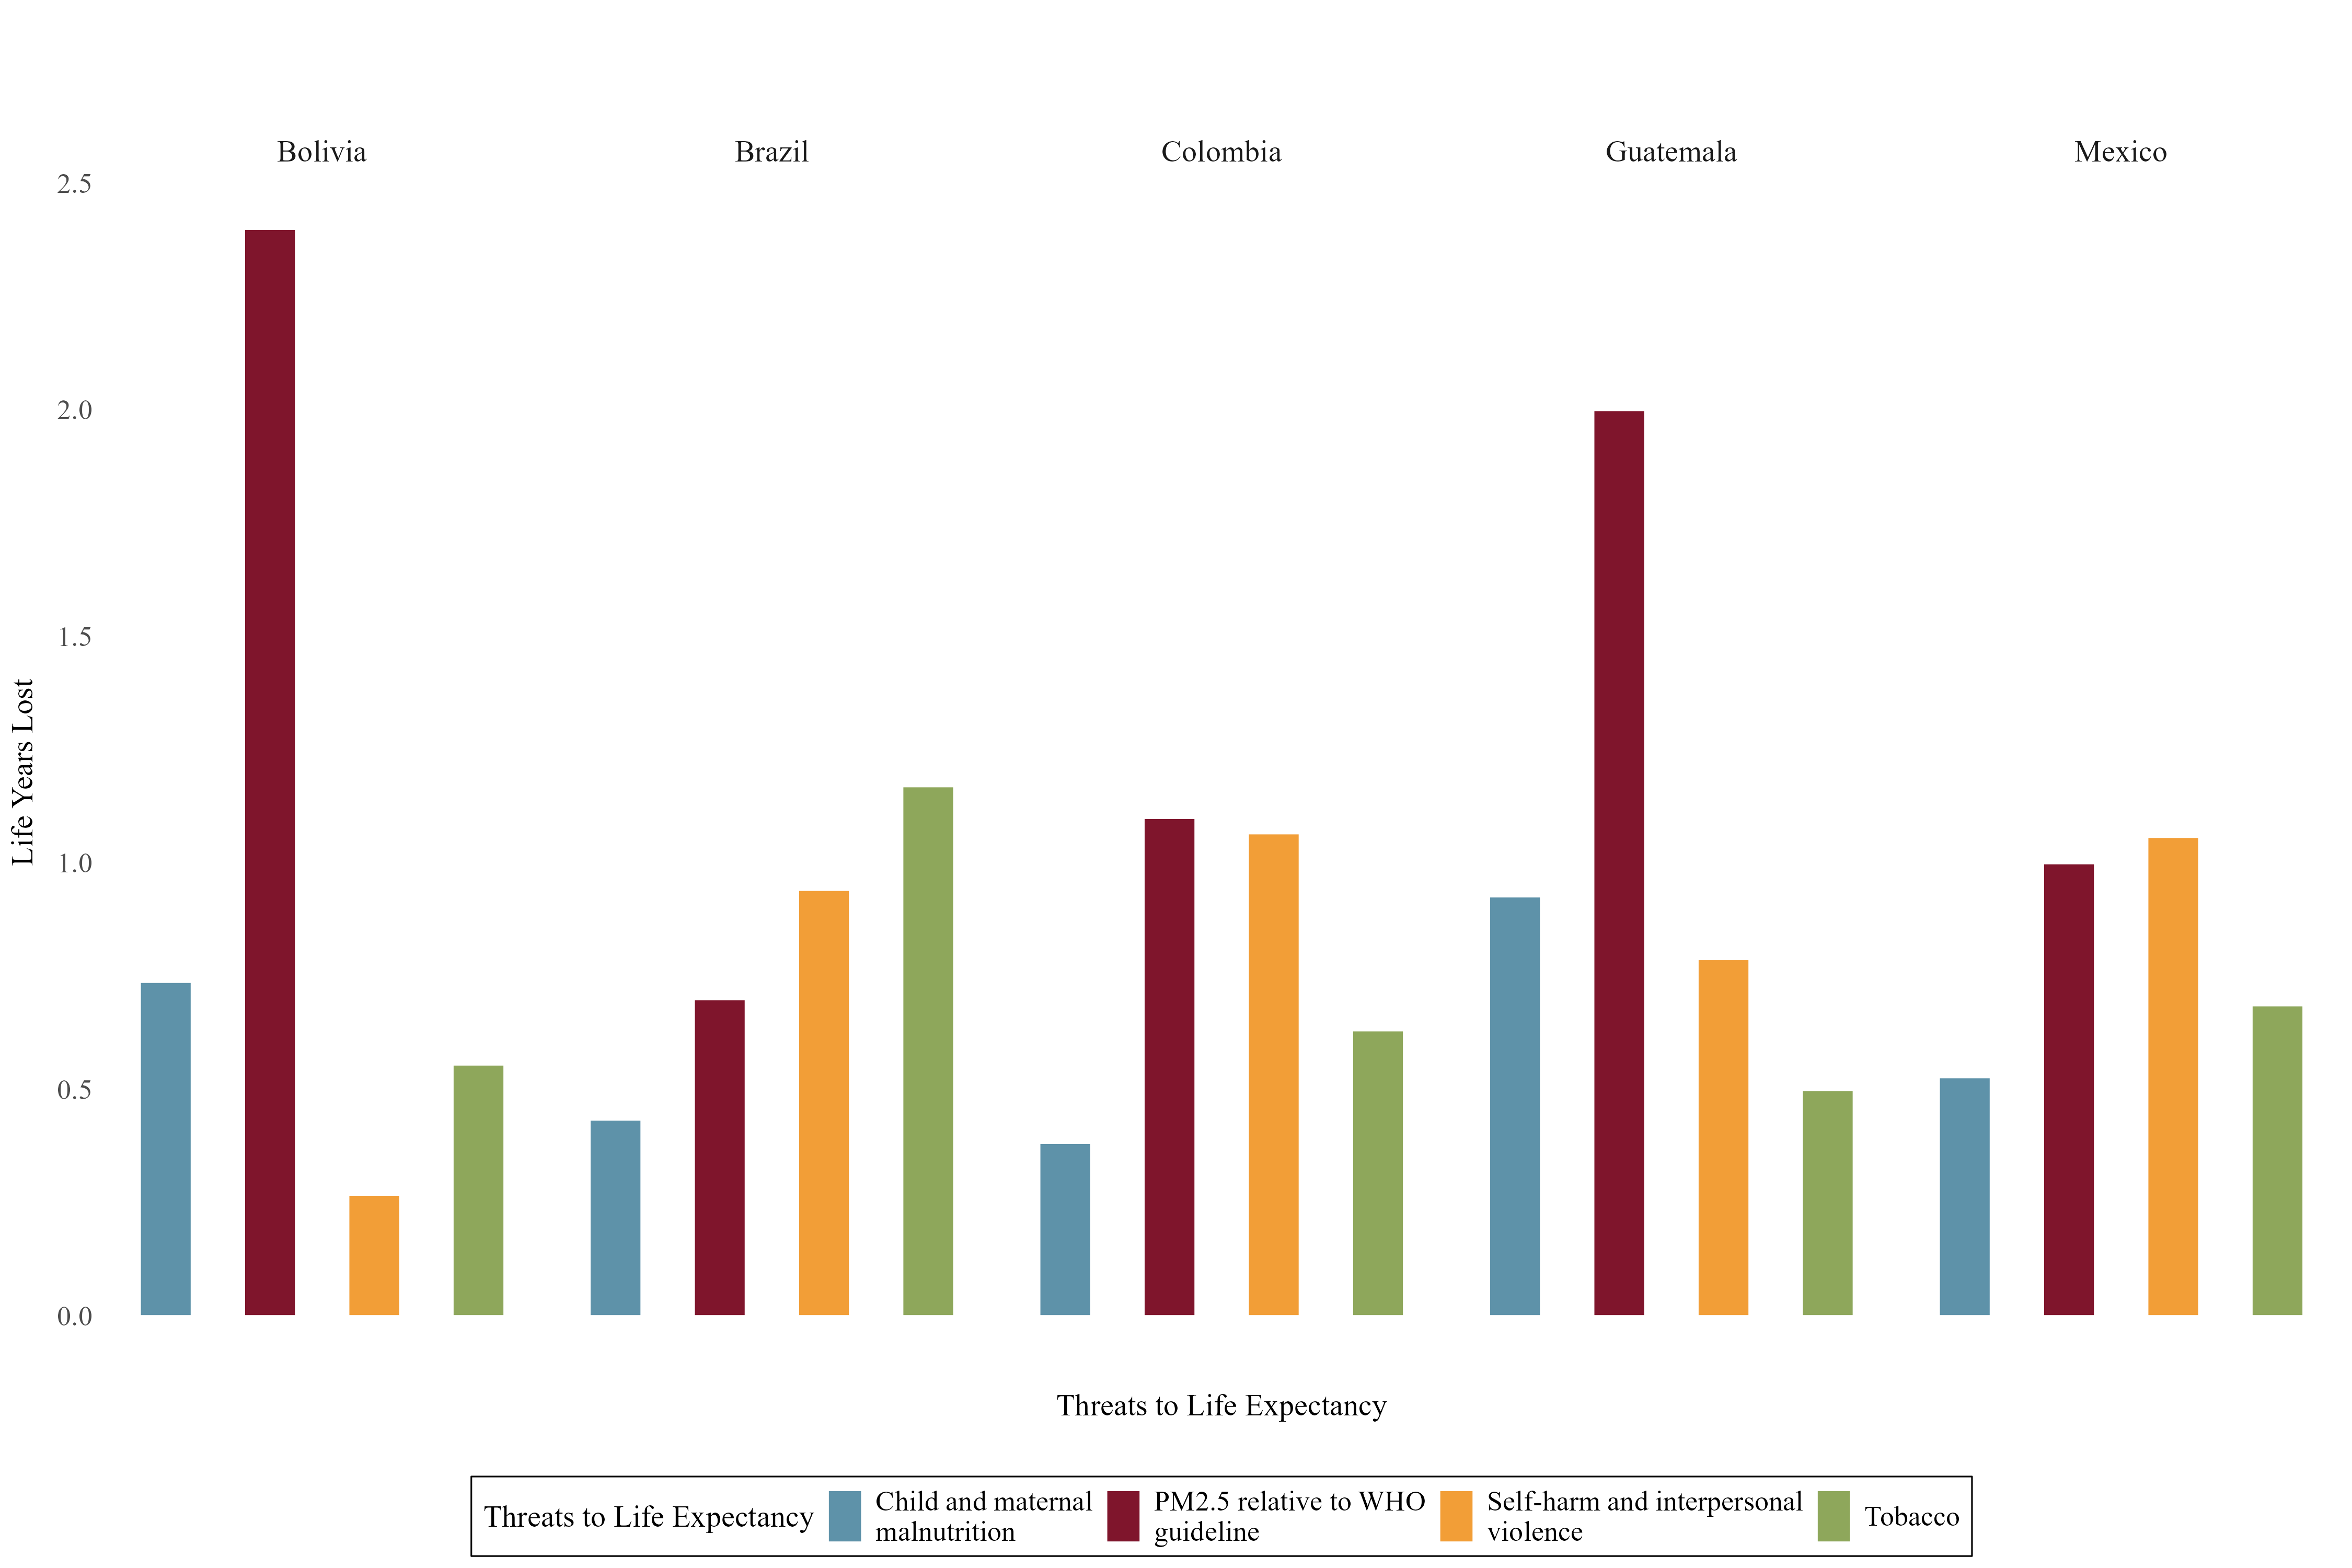 Bolivia
Brazil
Colombia
Guatemala
Mexico
2.5
2.0
1.5
1.0
0.5
0.0
Life Years Lost
Threats to Life Expectancy
Threats to Life Expectancy
Child and maternal
malnutrition
PM2.5 relative to WHO
guideline
Self-harm and interpersonal
violence
Tobacco